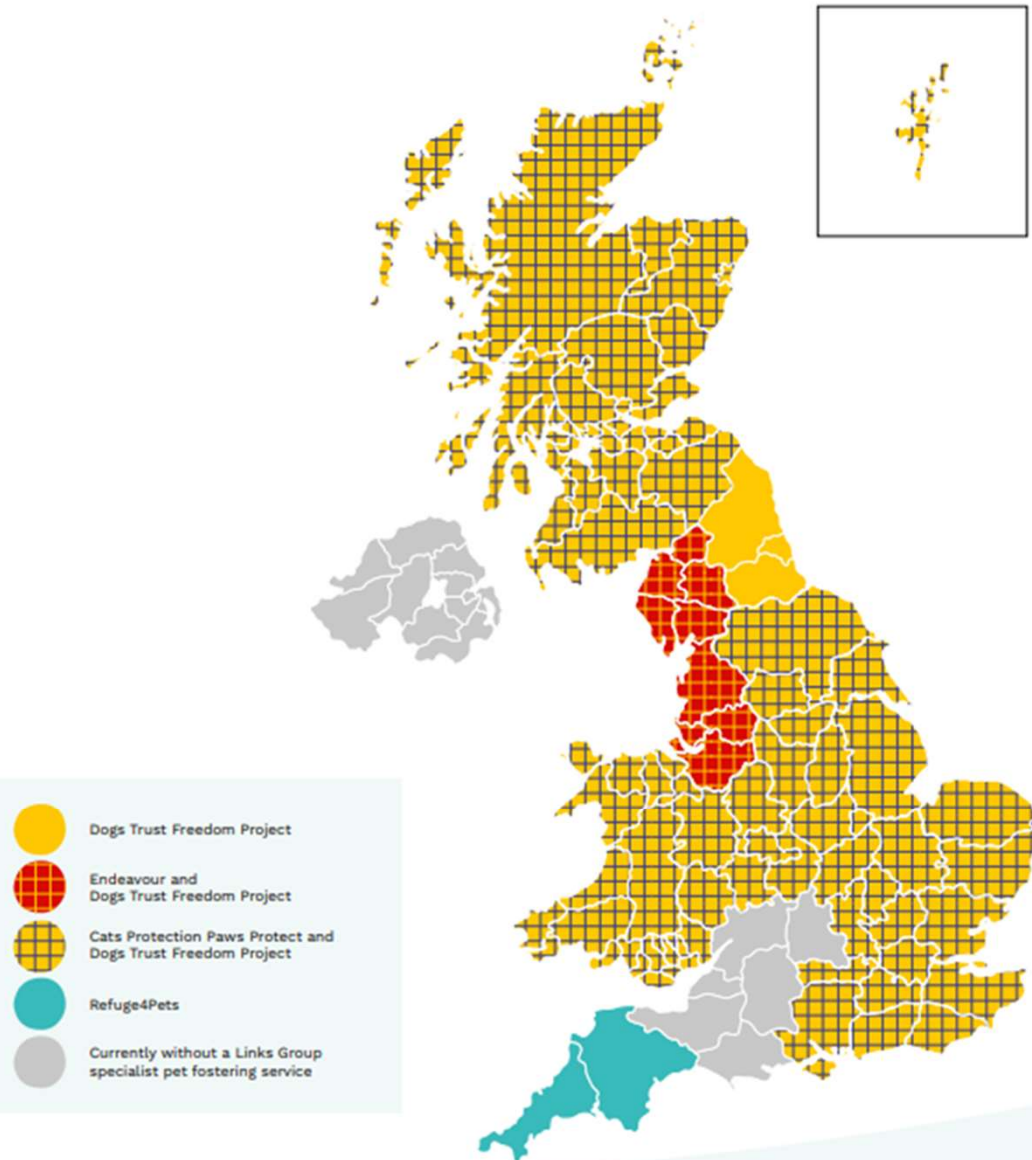 Dogs Trust Freedom Project
Endeavour and
Dogs Trust Freedom Project
Cats Protection Paws Protect and
Dogs Trust Freedom Project
Refuge4Pets
Currently without a Links Group
specialist pet fostering service